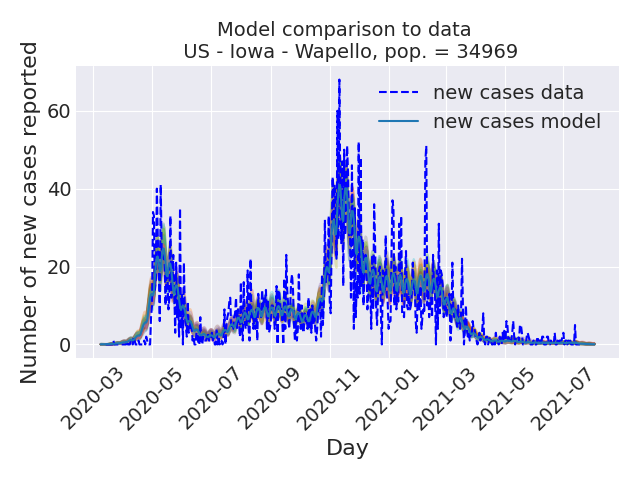 Model comparison to data
US - Iowa - Wapello, pop. = 34969
Number of new cases reported
60
40
20
0
new cases data
new cases model
2020-03
2020-05
2020-07
2020-09
2020-11
2021-01
2021-03
2021-05
2021-07
Day